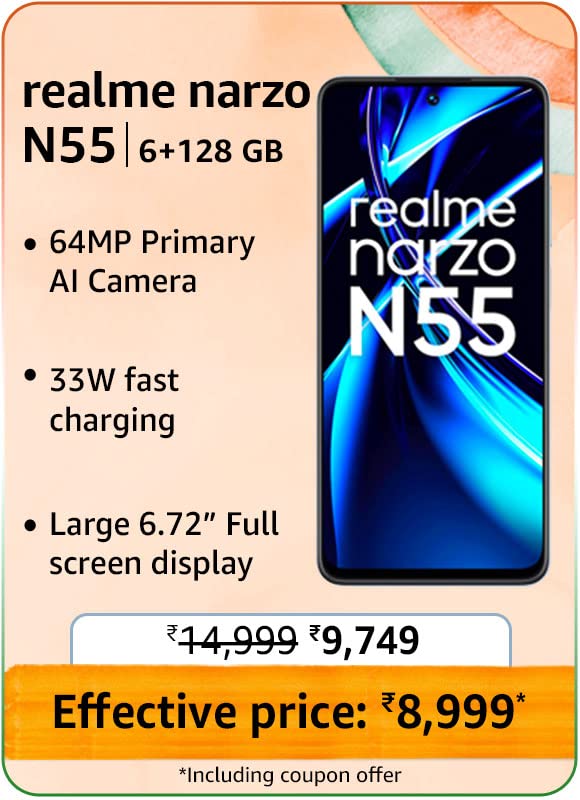 realme narzo
N55 | 6+128 GB
• 64MP Primary
AI Camera
• 33W fast
charging
• Large 6.72” Full
screen display
realme
narzo
N55
₹14,999 ₹9,749
Effective price: ₹8,999*
*Including coupon offer